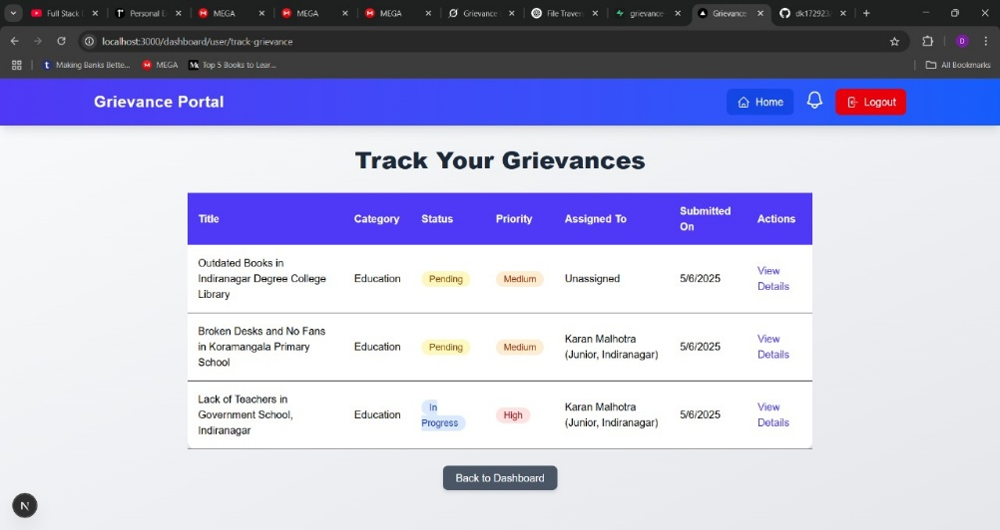 Full Stack
Personal E
MEGA
MEGA
MEGA
Grievance
File Traver
grievance
Grievance
dk172923
localhost:3000/dashboard/user/track-grievance
D
Making Banks Bette...
MEGA
Top 5 Books to Lear...
All Bookmarks
Grievance Portal
Home
Logout
Track Your Grievances
Title
Category
Status
Priority
Assigned To
Submitted
On
Actions
Outdated Books in
Indiranagar Degree College
Library
Education
Pending
Medium
Unassigned
5/6/2025
View
Details
Broken Desks and No Fans
in Koramangala Primary
School
Education
Pending
Medium
Karan Malhotra
(Junior, Indiranagar)
5/6/2025
View
Details
Lack of Teachers in
Government School,
Indiranagar
Education
In
Progress
High
Karan Malhotra
(Junior, Indiranagar)
5/6/2025
View
Details
Back to Dashboard
N